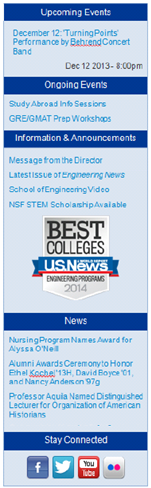 Upcoming Events
December 12: 'Turning Points'
Performance by Behrend Concert
Band
Dec 12 2013 - 8:00pm
Ongoing Events
Study Abroad Info Sessions
GRE/GMAT Prep Workshops
Information & Announcements
Message from the Director
Latest Issue of Engineering News
School of Engineering Video
NSF STEM Scholarship Available
BEST
COLLEGES
US News
& WORLD REPORT
ENGINEERING PROGRAMS
2014
News
Nursing Program Names Award for
Alyssa O'Neill
Alumni Awards Ceremony to Honor
Ethel Kochel '13H, David Boyce '01,
and Nancy Anderson '97g
Professor Aquila Named Distinguished
Lecturer for Organization of American
Historians
Stay Connected
f
You
Tube